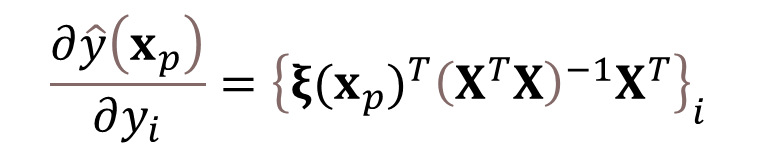 ∂ŷ(𝐱ₚ)/∂yᵢ = {𝛏(𝐱ₚ)ᵀ(𝐗ᵀ𝐗)⁻¹𝐗ᵀ}ᵢ